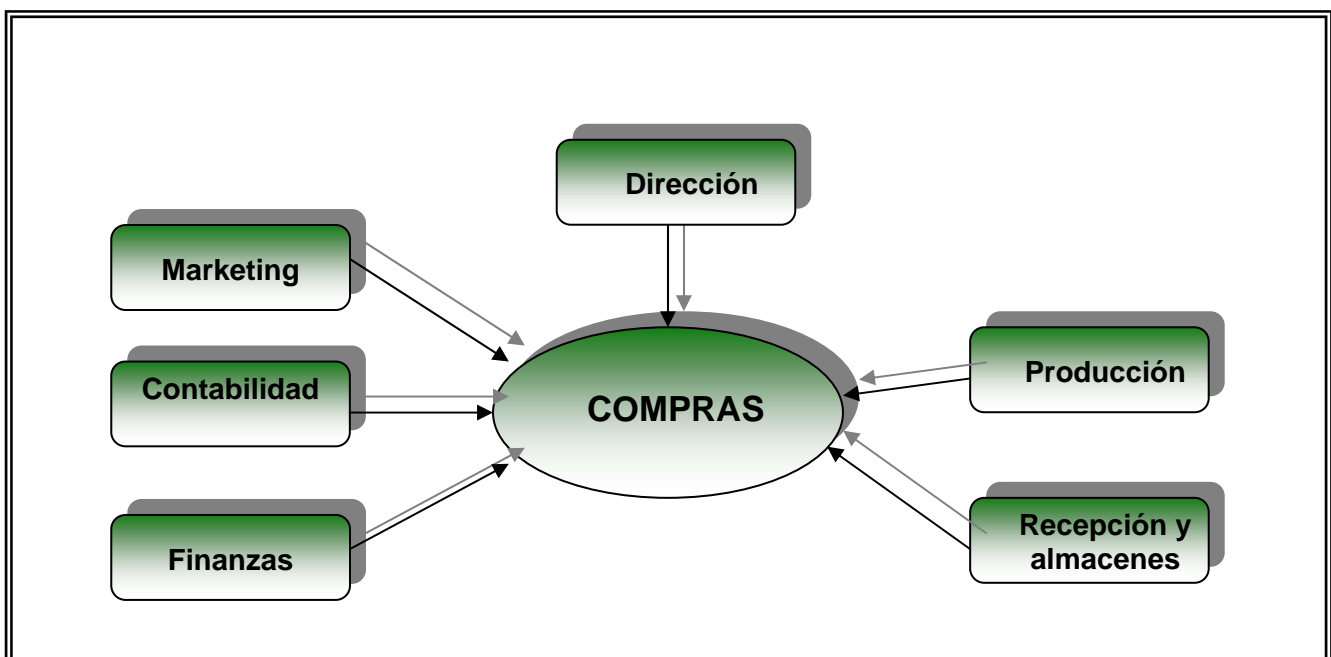 Dirección
Marketing
Contabilidad
COMPRAS
Producción
Finanzas
Recepción y
almacenes